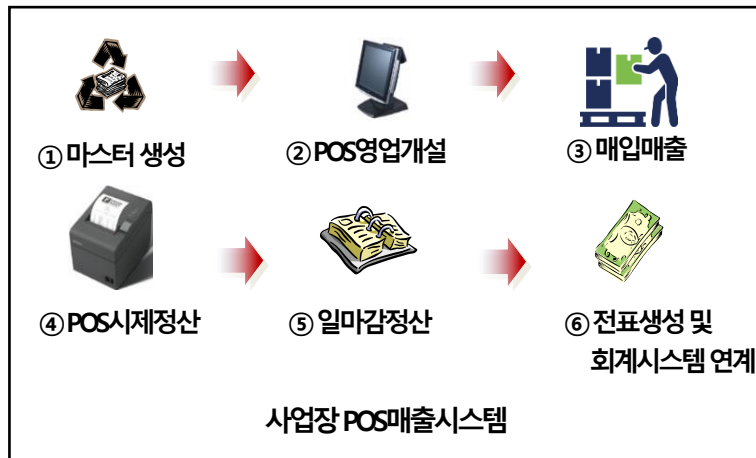 ① 마스터 생성
② POS영업개설
③ 매입매출
④ POS시제정산
⑤ 일마감정산
⑥ 전표생성 및
회계시스템 연계
사업장 POS매출시스템